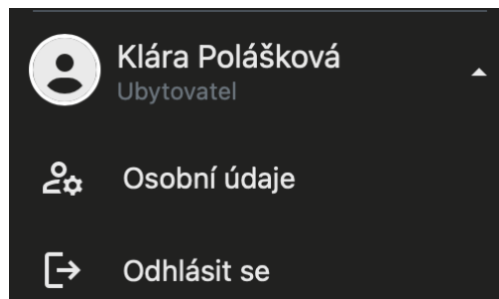 Klára Polášková
Ubytovatel
Osobní údaje
Odhlásit se